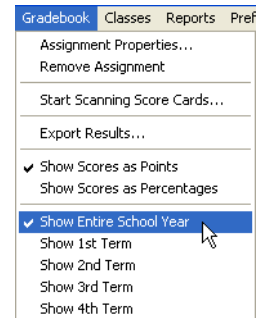 Gradebook Classes Reports Pref
Assignment Properties...
Remove Assignment
Start Scanning Score Cards...
Export Results...
Show Scores as Points
Show Scores as Percentages
Show Entire School Year
Show 1st Term
Show 2nd Term
Show 3rd Term
Show 4th Term